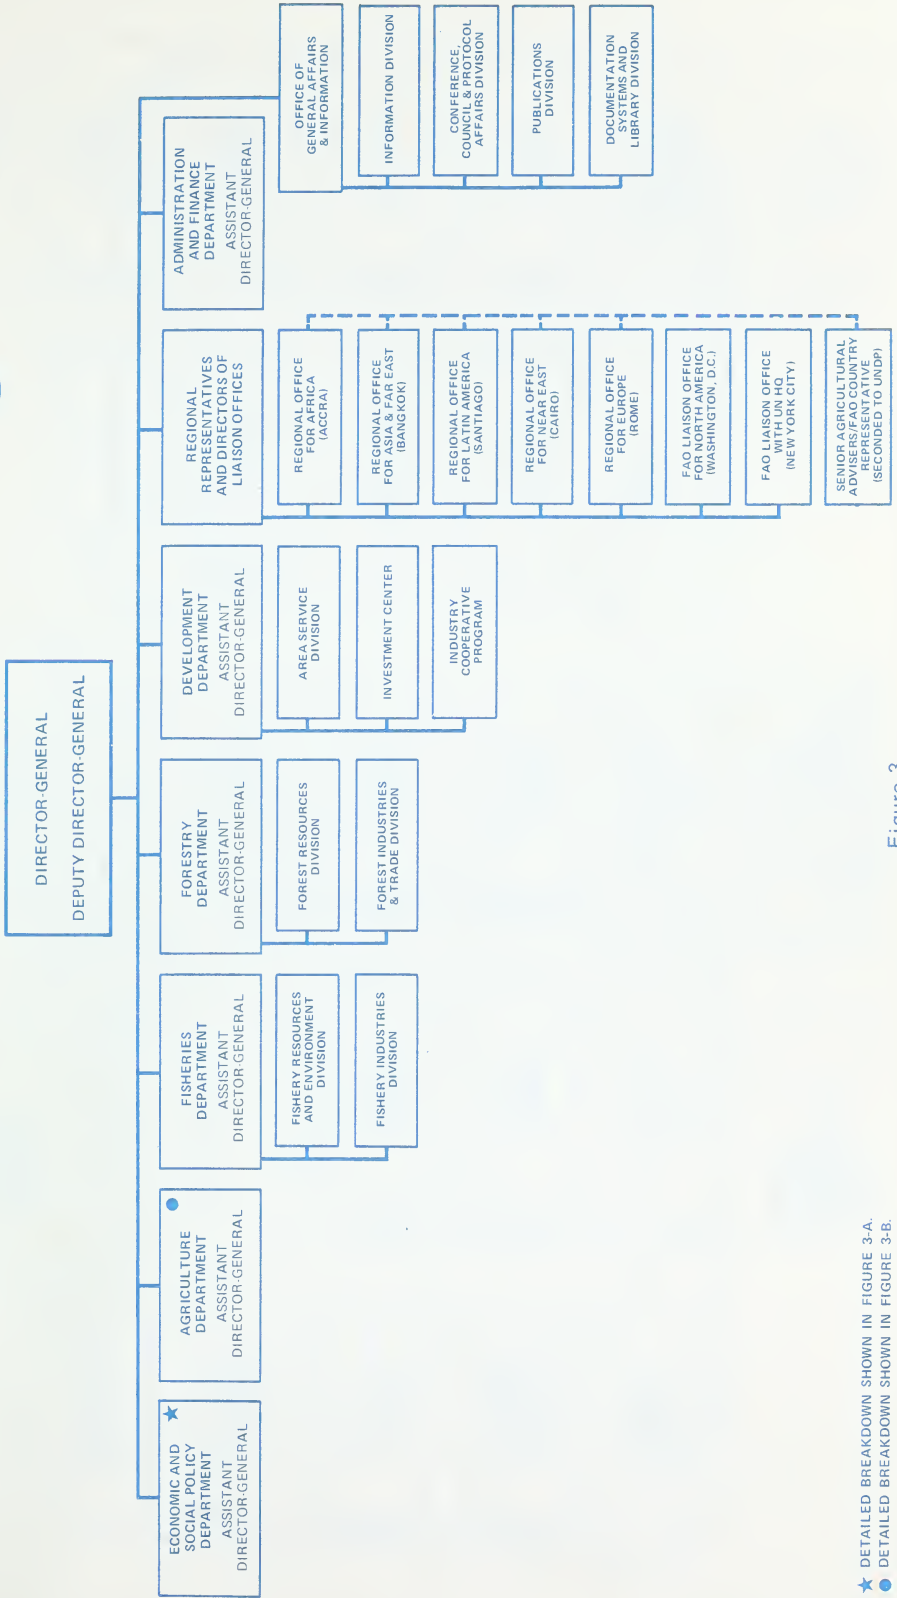 DIRECTOR-GENERAL
DEPUTY DIRECTOR-GENERAL
ECONOMIC AND
SOCIAL POLICY
DEPARTMENT
ASSISTANT
DIRECTOR-GENERAL
AGRICULTURE
DEPARTMENT
ASSISTANT
DIRECTOR-GENERAL
FISHERIES
DEPARTMENT
ASSISTANT
DIRECTOR-GENERAL
FISHERY RESOURCES
AND ENVIRONMENT
DIVISION
FISHERY INDUSTRIES
DIVISION
FORESTRY
DEPARTMENT
ASSISTANT
DIRECTOR-GENERAL
FOREST RESOURCES
DIVISION
FOREST INDUSTRIES
& TRADE DIVISION
DEVELOPMENT
DEPARTMENT
ASSISTANT
DIRECTOR-GENERAL
AREA SERVICE
DIVISION
INVESTMENT CENTER
INDUSTRY
COOPERATIVE
PROGRAM
REGIONAL
REPRESENTATIVES
AND DIRECTORS OF
LIAISON OFFICES
REGIONAL OFFICE
FOR AFRICA
(ACCRA)
REGIONAL OFFICE
FOR ASIA & FAR EAST
(BANGKOK)
REGIONAL OFFICE
FOR LATIN AMERICA
(SANTIAGO)
REGIONAL OFFICE
FOR NEAR EAST
(CAIRO)
REGIONAL OFFICE
FOR EUROPE
(ROME)
FAO LIAISON OFFICE
FOR NORTH AMERICA
(WASHINGTON, D.C.)
FAO LIAISON OFFICE
WITH UN HQ
(NEW YORK CITY)
SENIOR AGRICULTURAL
ADVISERS/FAO COUNTRY
REPRESENTATIVE
(SECONDED TO UNDP)
ADMINISTRATION
AND FINANCE
DEPARTMENT
ASSISTANT
DIRECTOR-GENERAL
OFFICE OF
GENERAL AFFAIRS
& INFORMATION
INFORMATION DIVISION
CONFERENCE,
COUNCIL & PROTOCOL
AFFAIRS DIVISION
PUBLICATIONS
DIVISION
DOCUMENTATION
SYSTEMS AND
LIBRARY DIVISION
★ DETAILED BREAKDOWN SHOWN IN FIGURE 3-A.
● DETAILED BREAKDOWN SHOWN IN FIGURE 3-B.
Figure 3